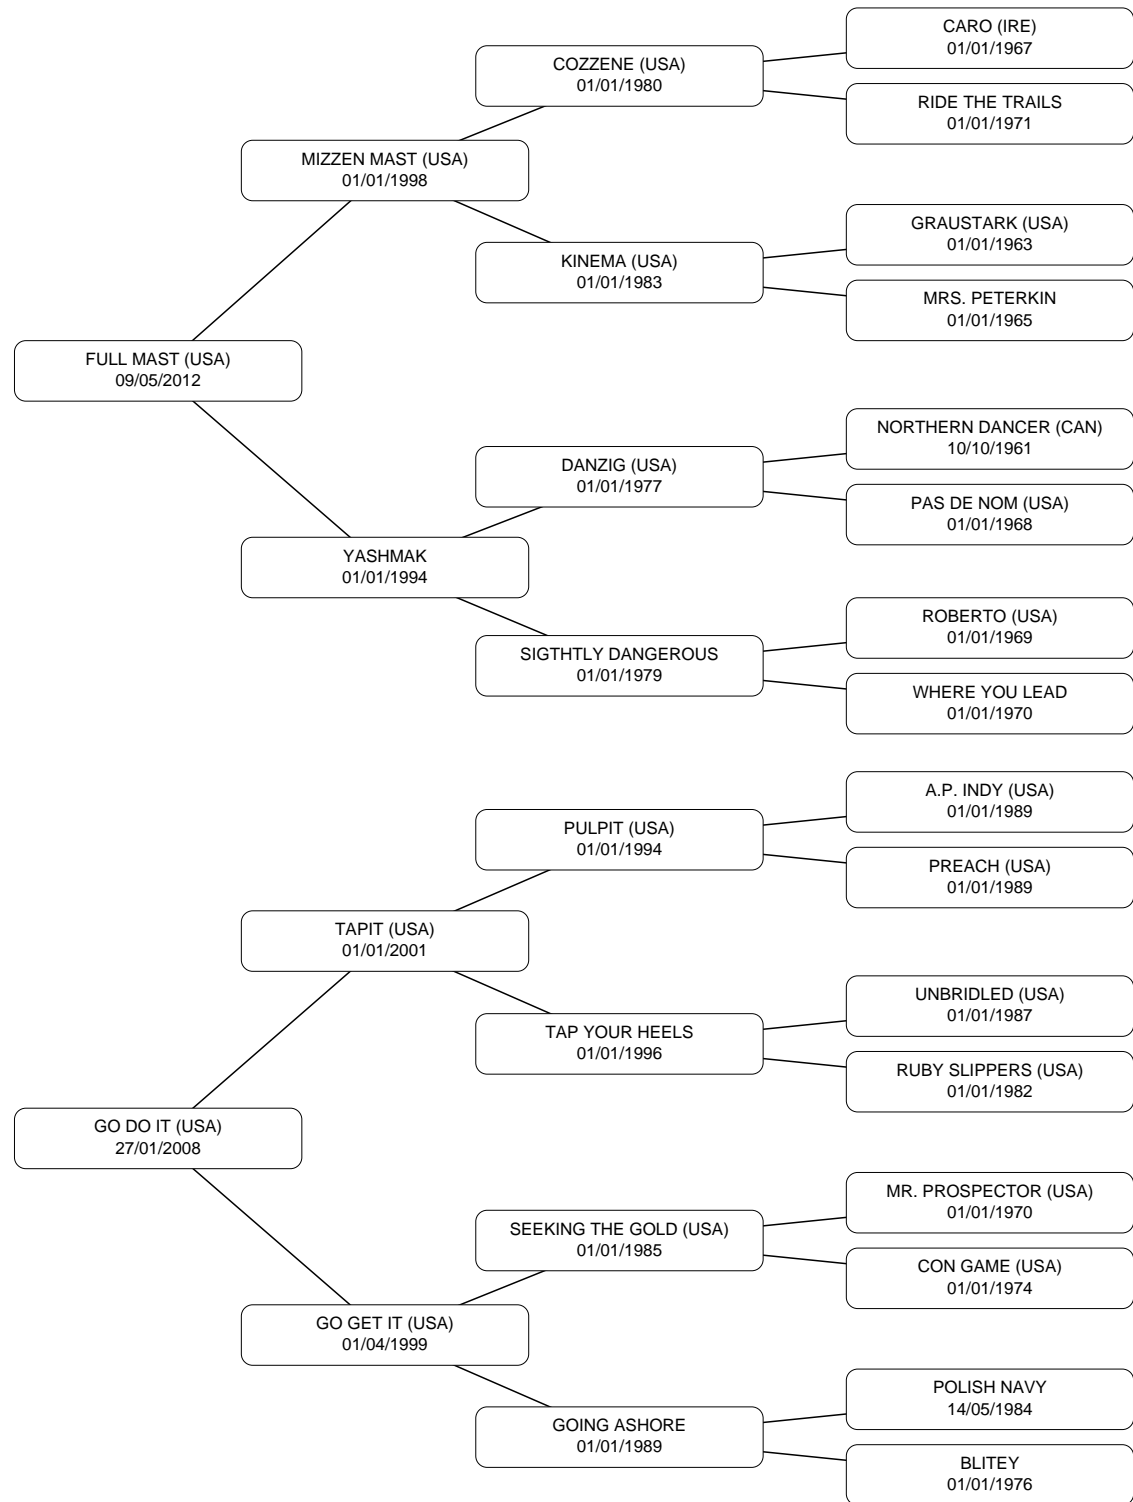 CARO (IRE)
01/01/1967
COZZENE (USA)
01/01/1980
RIDE THE TRAILS
01/01/1971
MIZZEN MAST (USA)
01/01/1998
GRAUSTARK (USA)
01/01/1963
KINEMA (USA)
01/01/1983
MRS. PETERKIN
01/01/1965
FULL MAST (USA)
09/05/2012
NORTHERN DANCER (CAN)
10/10/1961
DANZIG (USA)
01/01/1977
PAS DE NOM (USA)
01/01/1968
YASHMAK
01/01/1994
ROBERTO (USA)
01/01/1969
SIGTHTLY DANGEROUS
01/01/1979
WHERE YOU LEAD
01/01/1970
A.P. INDY (USA)
01/01/1989
PULPIT (USA)
01/01/1994
PREACH (USA)
01/01/1989
TAPIT (USA)
01/01/2001
UNBRIDLED (USA)
01/01/1987
TAP YOUR HEELS
01/01/1996
RUBY SLIPPERS (USA)
01/01/1982
GO DO IT (USA)
27/01/2008
MR. PROSPECTOR (USA)
01/01/1970
SEEKING THE GOLD (USA)
01/01/1985
CON GAME (USA)
01/01/1974
GO GET IT (USA)
01/04/1999
POLISH NAVY
14/05/1984
GOING ASHORE
01/01/1989
BLITEY
01/01/1976